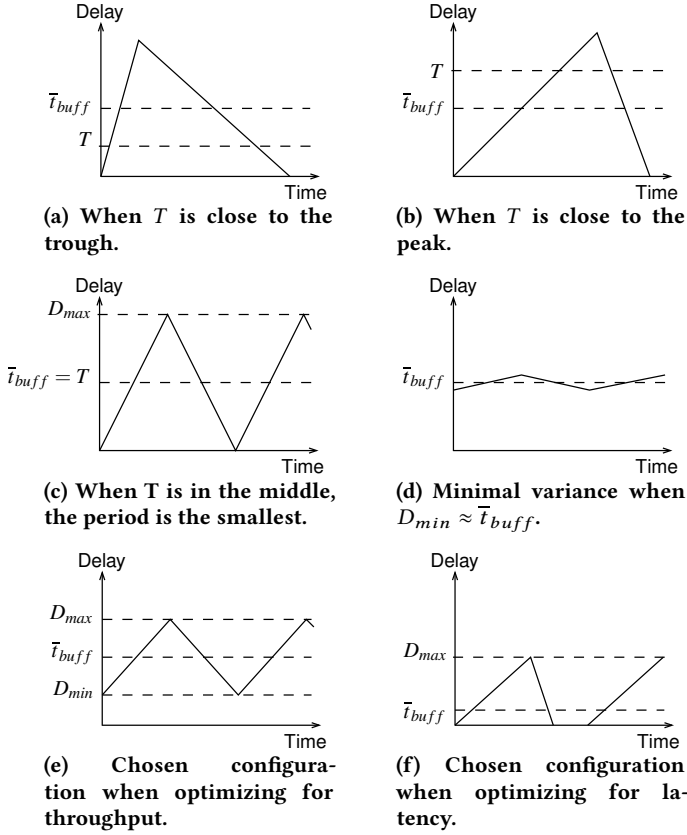 Delay
t̄buff
T
Time
(a) When T is close to the
trough.
Delay
T
t̄buff
Time
(b) When T is close to the
peak.
Delay
Dmax
t̄buff = T
Time
(c) When T is in the middle,
the period is the smallest.
Delay
t̄buff
Time
(d) Minimal variance when
Dmin ≈ t̄buff.
Delay
Dmax
t̄buff
Dmin
Time
(e) Chosen configura-
tion when optimizing for
throughput.
Delay
Dmax
t̄buff
Time
(f) Chosen configuration
when optimizing for la-
tency.